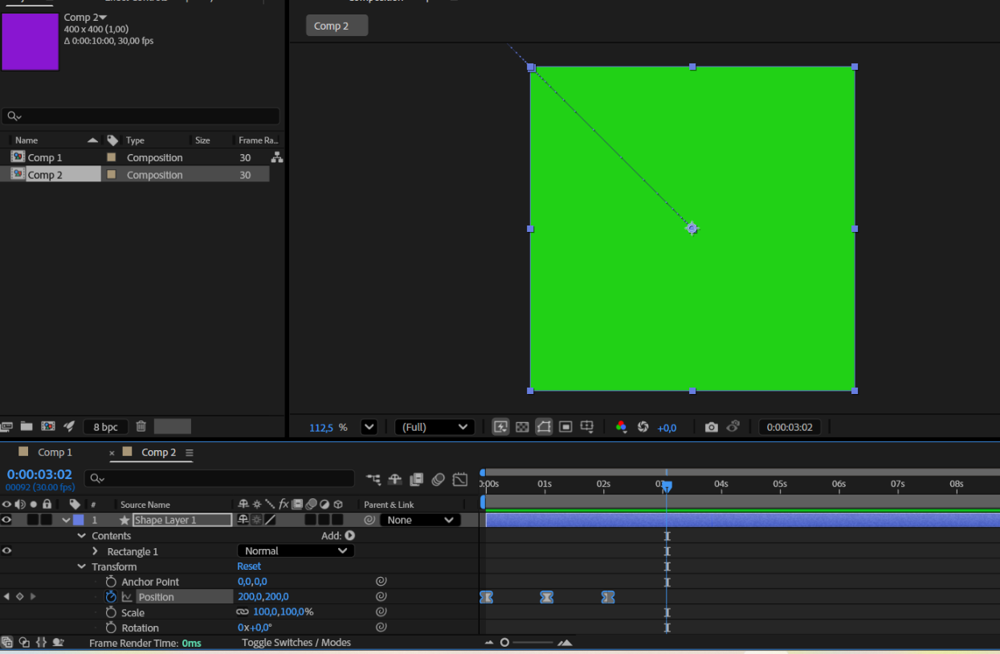 Comp 2
400 x 400 (1,00)
Δ 0:00:10:00, 30,00 fps
Comp 2
Name Type Size Frame Ra...
Comp 1 Composition 30
Comp 2 Composition 30
8 bpc
112,5 % (Full) +0,0 0:00:03:02
Comp 1 × Comp 2
0:00:03:02
00092 (30.00 fps)
0:00s 01s 02s 03s 04s 05s 06s 07s 08s
# Source Name fx Parent & Link
1 Shape Layer 1 None
Contents Add:
Rectangle 1 Normal
Transform Reset
Anchor Point 0,0,0,0
Position 200,0,200,0
Scale 100,0,100,0%
Rotation 0x+0,0°
Frame Render Time: 0ms Toggle Switches / Modes